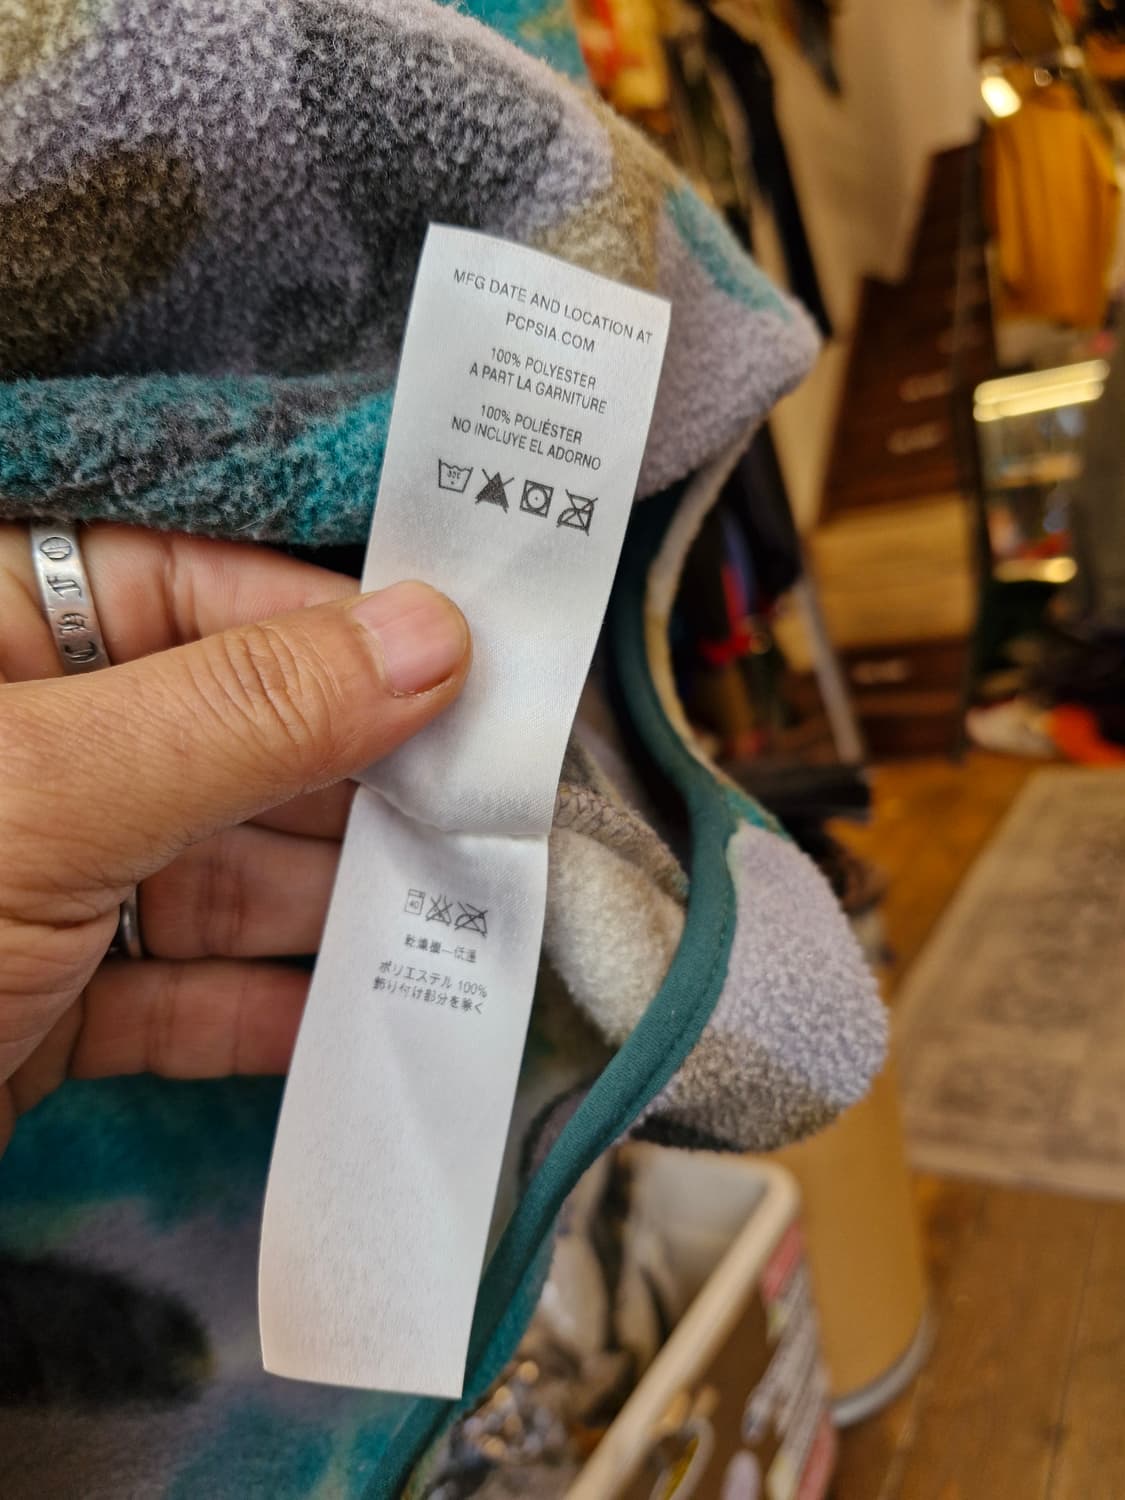 MFG DATE AND LOCATION AT
PCPSIA.COM
100% POLYESTER
A PART LA GARNITURE
100% POLIÉSTER
NO INCLUYE EL ADORNO
40
乾燥機—低温
ポリエステル 100%
飾り付け部分を除く